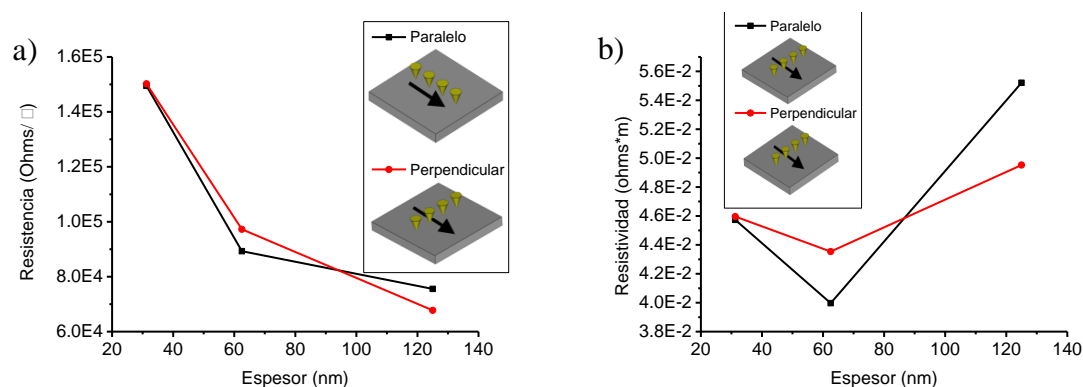 a)
Paralelo
Perpendicular
1.6E5
1.4E5
1.2E5
1.0E5
8.0E4
6.0E4
Resistencia (Ohms/ □)
20 40 60 80 100 120 140
Espesor (nm)
b)
Paralelo
Perpendicular
5.6E-2
5.4E-2
5.2E-2
5.0E-2
4.8E-2
4.6E-2
4.4E-2
4.2E-2
4.0E-2
3.8E-2
Resistividad (ohms*m)
20 40 60 80 100 120 140
Espesor (nm)